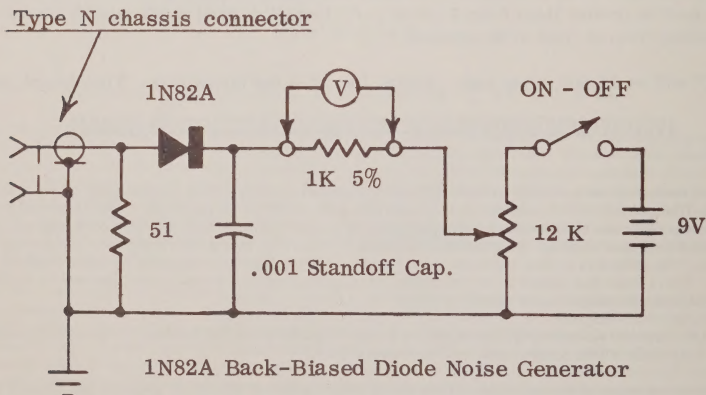 Type N chassis connector
1N82A
V
ON - OFF
1K 5%
51
12 K
9V
.001 Standoff Cap.
1N82A Back-Biased Diode Noise Generator